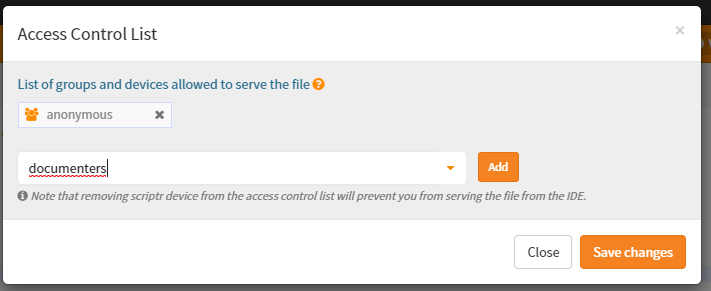 Access Control List
×
List of groups and devices allowed to serve the file ?
anonymous ✖
documenters
Add
Note that removing scriptr device from the access control list will prevent you from serving the file from the IDE.
Close
Save changes